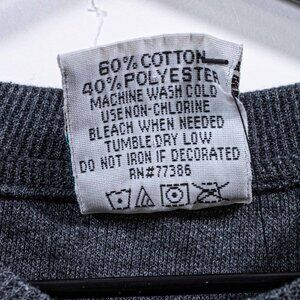 60% COTTON
40% POLYESTER
MACHINE WASH COLD
USE NON-CHLORINE
BLEACH WHEN NEEDED
TUMBLE DRY LOW
DO NOT IRON IF DECORATED
RN#77386